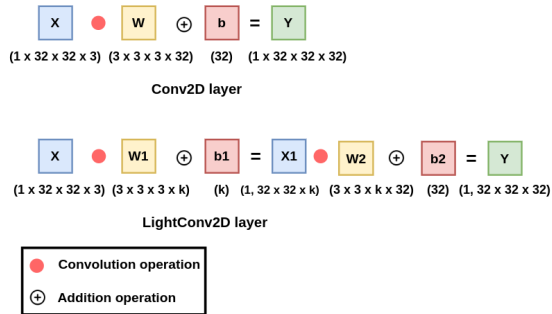 X W b = Y
(1 x 32 x 32 x 3) (3 x 3 x 3 x 32) (32) (1 x 32 x 32 x 32)
Conv2D layer
X W1 b1 = X1 W2 b2 = Y
(1 x 32 x 32 x 3) (3 x 3 x 3 x k) (k) (1, 32 x 32 x k) (3 x 3 x k x 32) (32) (1, 32 x 32 x 32)
LightConv2D layer
Convolution operation
Addition operation